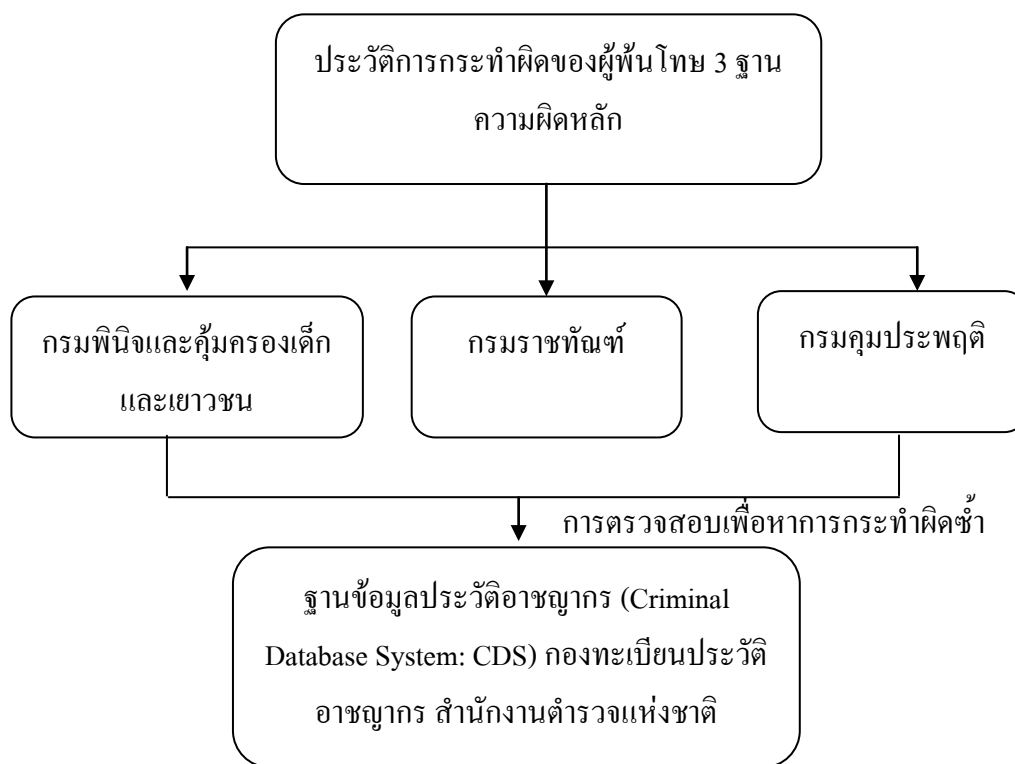 ประวัติการกระทำผิดของผู้พ้นโทษ 3 ฐาน
ความผิดหลัก
กรมพินิจและคุ้มครองเด็ก
และเยาวชน
กรมราชทัณฑ์
กรมคุมประพฤติ
การตรวจสอบเพื่อหาการกระทำผิดซ้ำ
ฐานข้อมูลประวัติอาชญากร (Criminal
Database System: CDS) กองทะเบียนประวัติ
อาชญากร สำนักงานตำรวจแห่งชาติ